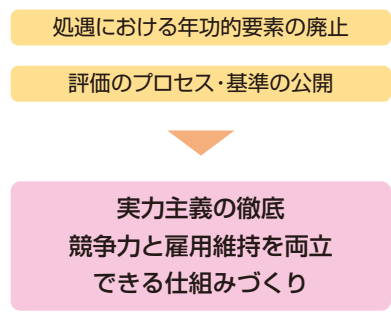 処遇における年功的要素の廃止
評価のプロセス・基準の公開
実力主義の徹底
競争力と雇用維持を両立
できる仕組みづくり